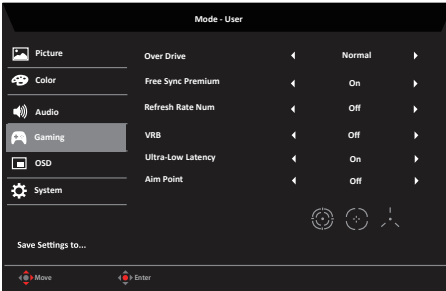 Mode - User
Picture
Color
Audio
Gaming
OSD
System
Save Settings to...
Over Drive Normal
Free Sync Premium On
Refresh Rate Num Off
VRB Off
Ultra-Low Latency On
Aim Point Off
Move Enter